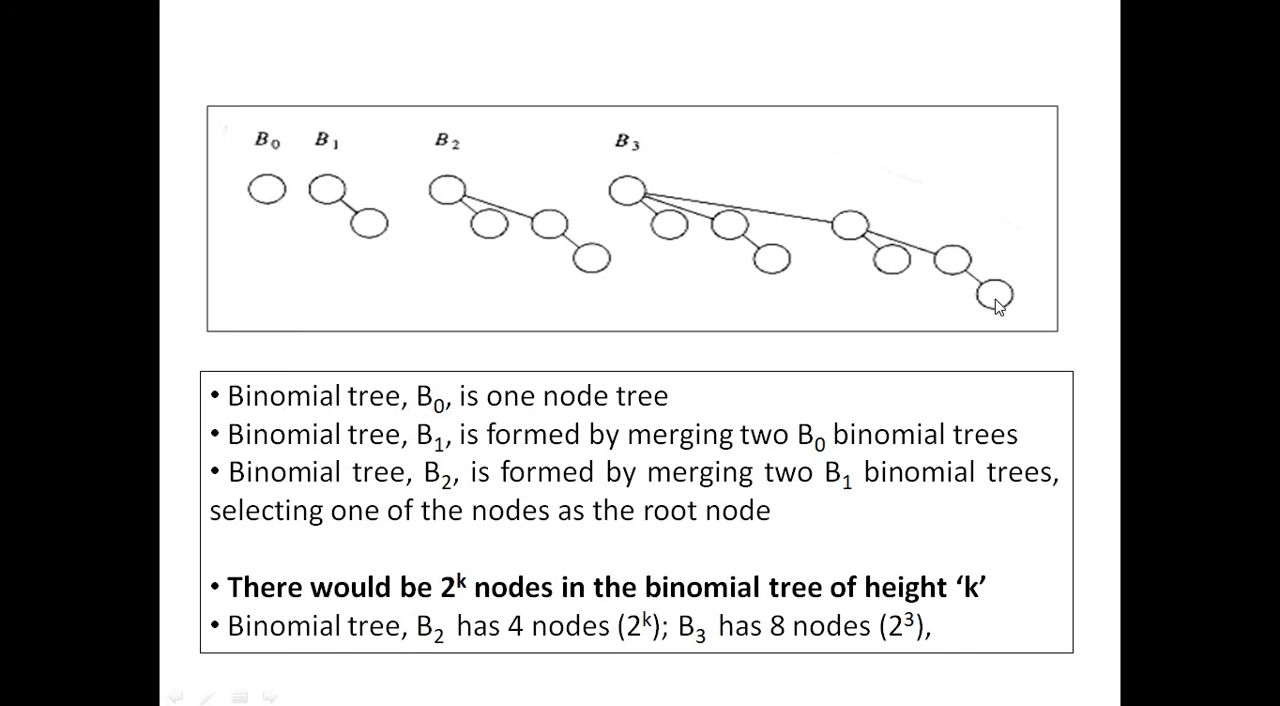 B₀ B₁ B₂ B₃
• Binomial tree, B₀, is one node tree
• Binomial tree, B₁, is formed by merging two B₀ binomial trees
• Binomial tree, B₂, is formed by merging two B₁ binomial trees,
selecting one of the nodes as the root node
• There would be 2ᵏ nodes in the binomial tree of height ‘k’
• Binomial tree, B₂ has 4 nodes (2ᵏ); B₃ has 8 nodes (2³),